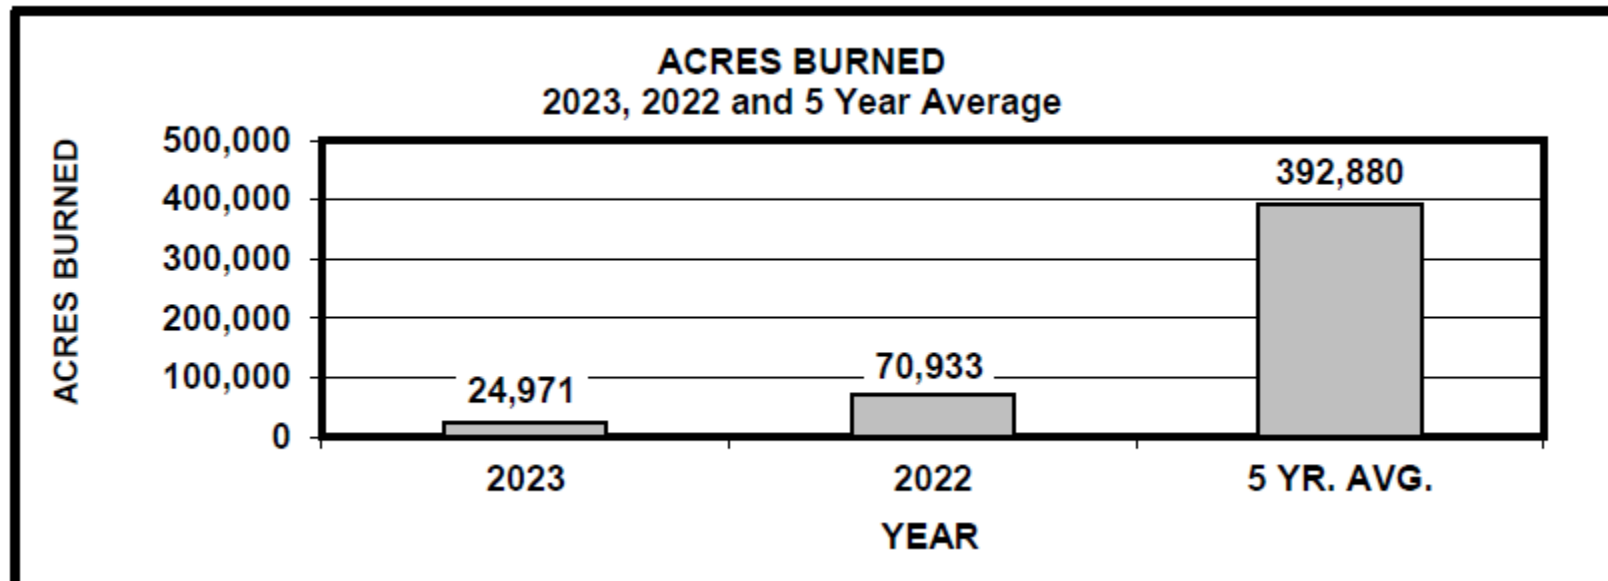 ACRES BURNED
2023, 2022 and 5 Year Average
ACRES BURNED
500,000
400,000
300,000
200,000
100,000
0
24,971
70,933
392,880
2023
2022
5 YR. AVG.
YEAR